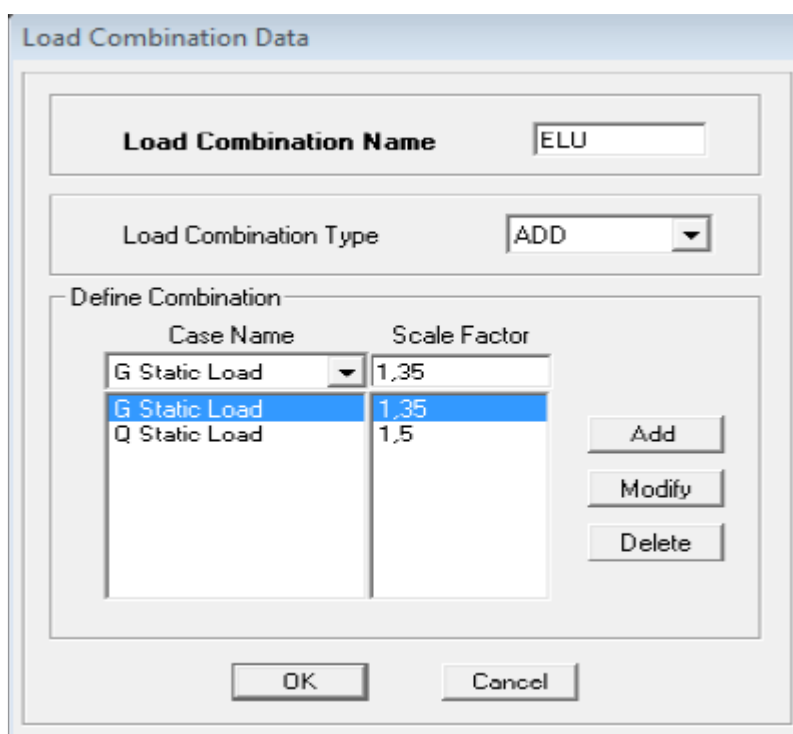 Load Combination Data
Load Combination Name ELU
Load Combination Type ADD
Define Combination
Case Name Scale Factor
G Static Load 1,35
G Static Load 1,35
Q Static Load 1,5
Add
Modify
Delete
OK Cancel